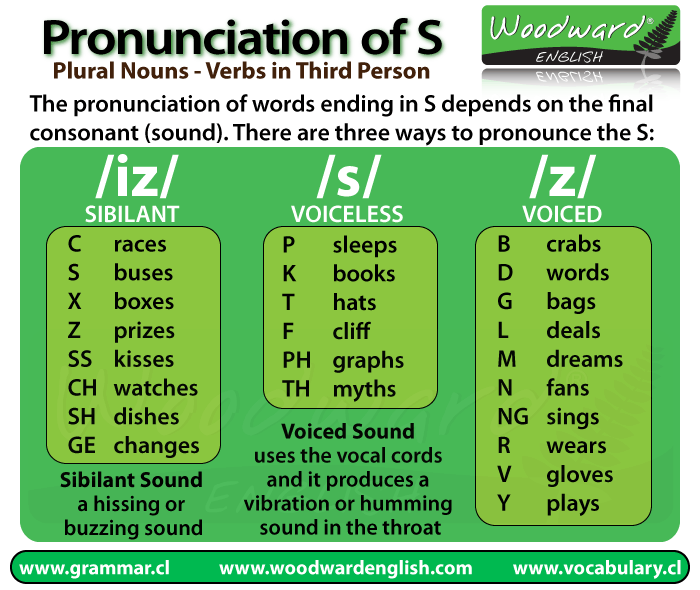 Pronunciation of S
Plural Nouns - Verbs in Third Person
Woodward®
ENGLISH
The pronunciation of words ending in S depends on the final
consonant (sound). There are three ways to pronounce the S:
/iz/
SIBILANT
C races
S buses
X boxes
Z prizes
SS kisses
CH watches
SH dishes
GE changes
Sibilant Sound
a hissing or
buzzing sound
/s/
VOICELESS
P sleeps
K books
T hats
F cliff
PH graphs
TH myths
Voiced Sound
uses the vocal cords
and it produces a
vibration or humming
sound in the throat
/z/
VOICED
B crabs
D words
G bags
L deals
M dreams
N fans
NG sings
R wears
V gloves
Y plays
Woodward
ENGLISH
www.grammar.cl www.woodwardenglish.com www.vocabulary.cl